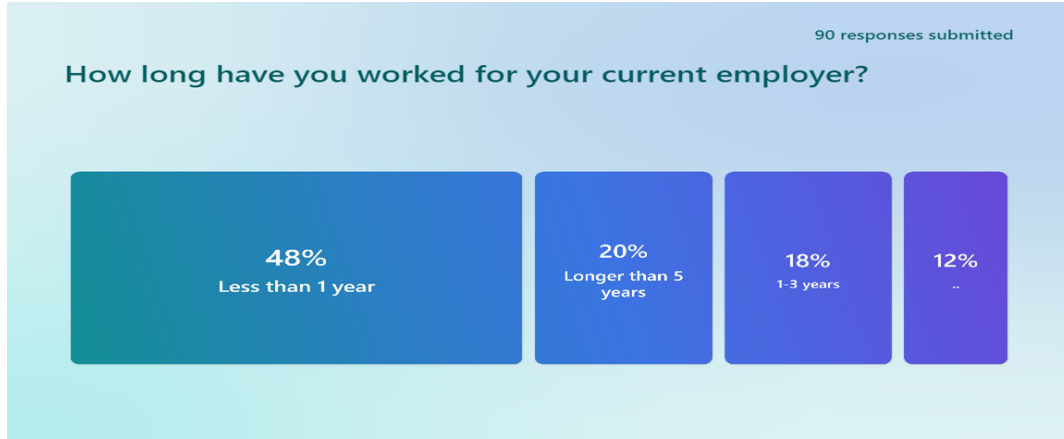 90 responses submitted
How long have you worked for your current employer?
48%
Less than 1 year
20%
Longer than 5
years
18%
1-3 years
12%
..